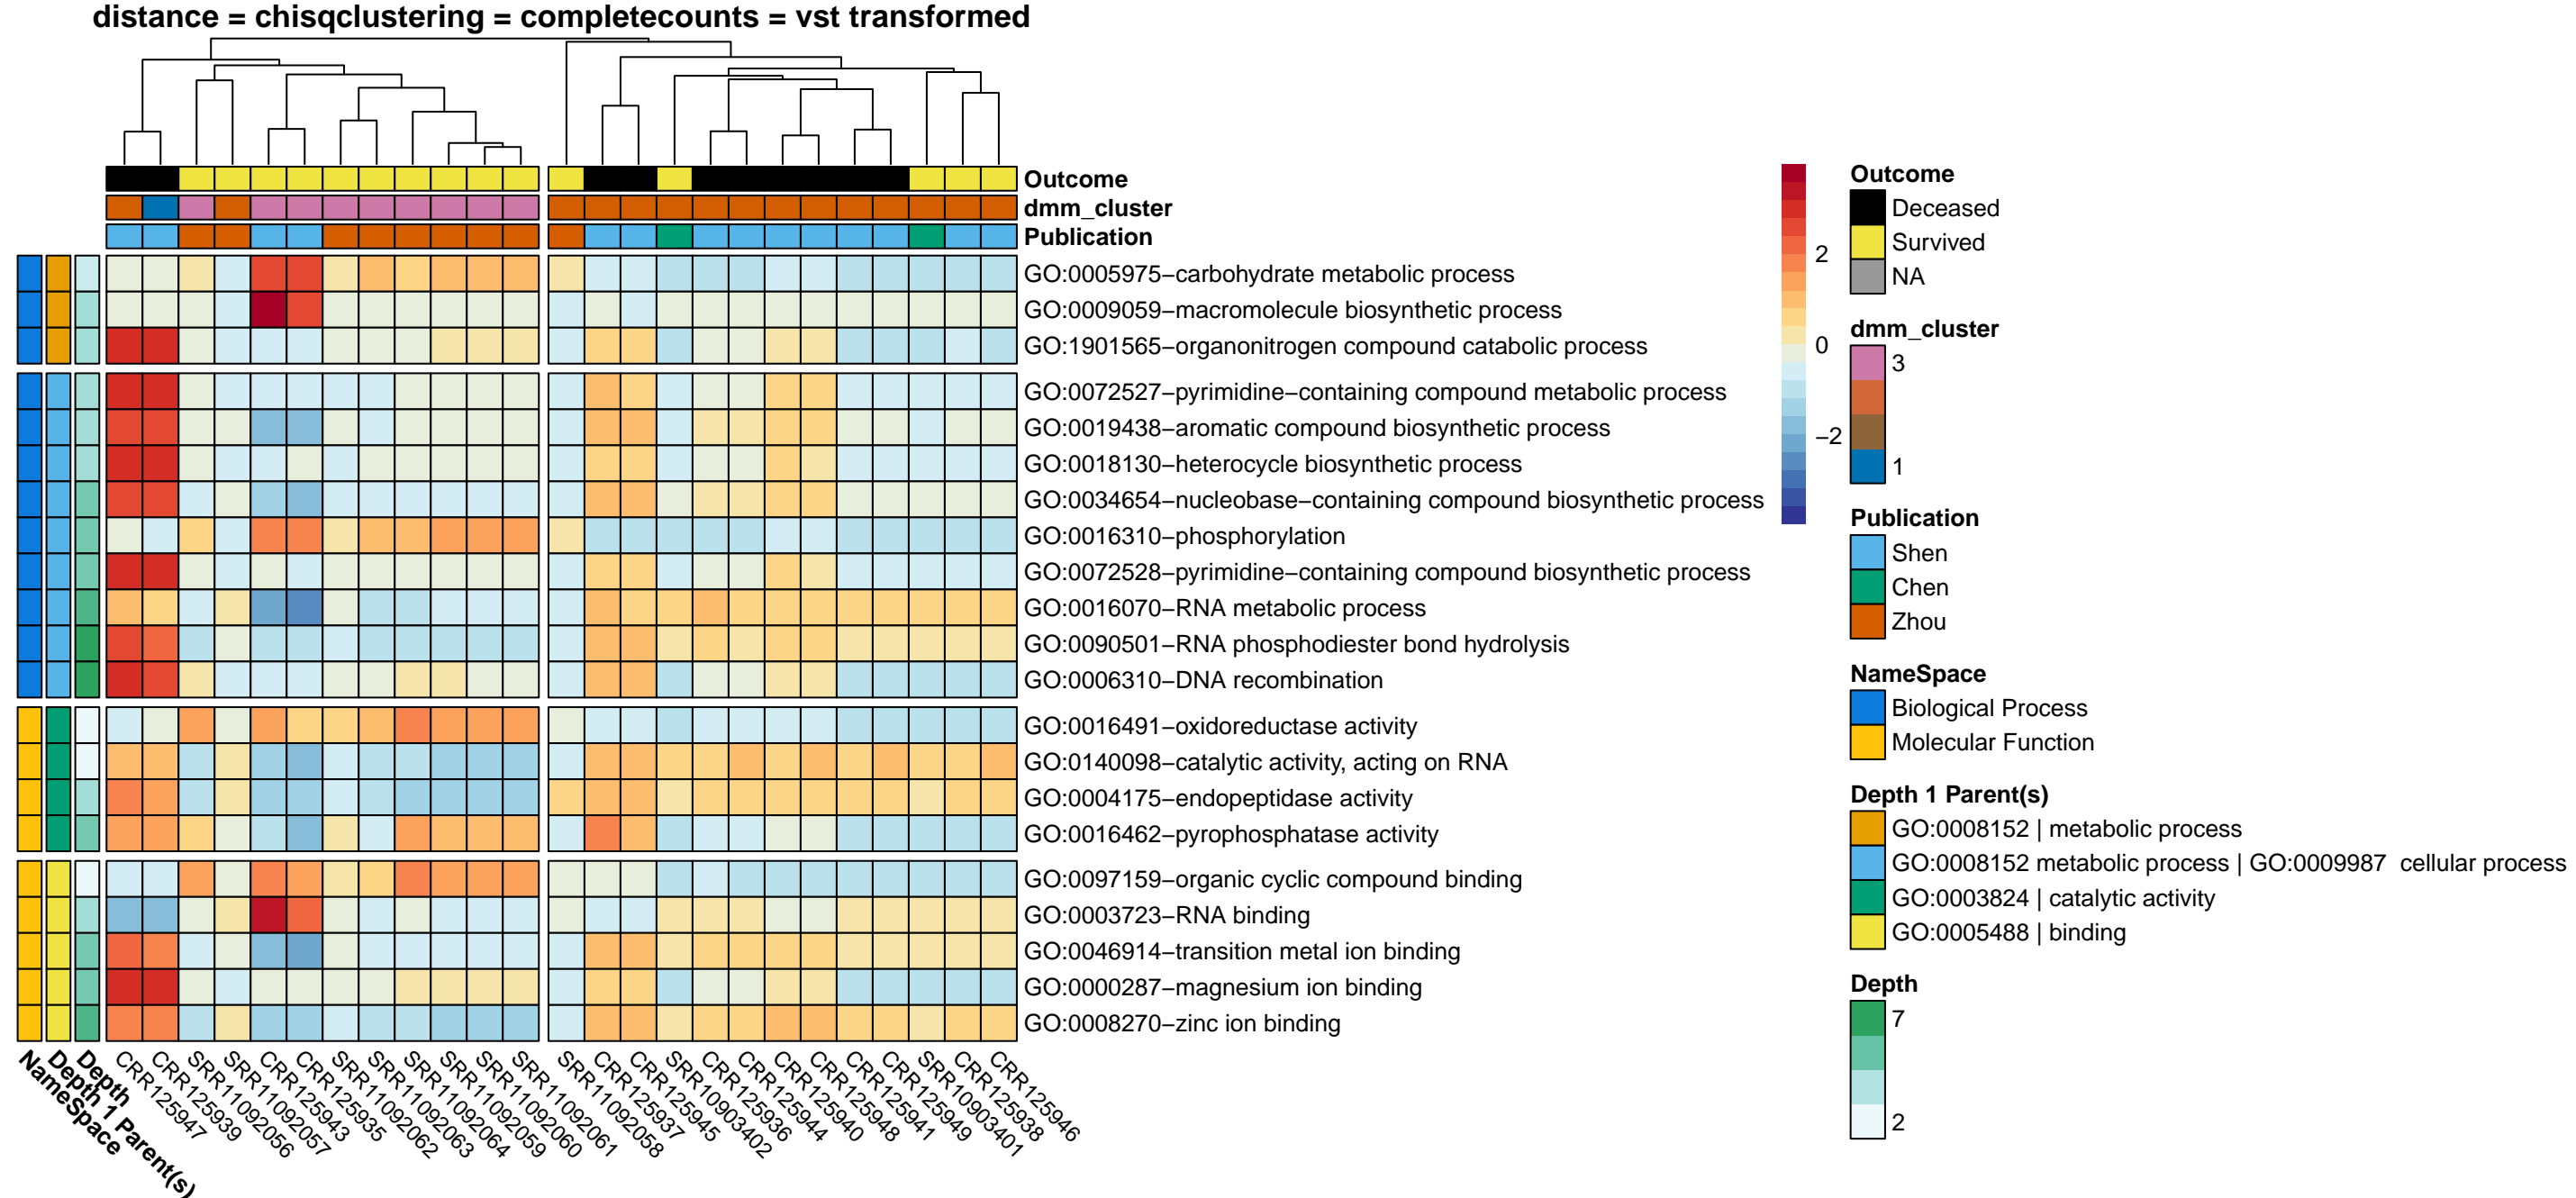 distance = chisqclustering = completecounts = vst transformed
Outcome
dmm_cluster
Publication
GO:0005975−carbohydrate metabolic process
GO:0009059−macromolecule biosynthetic process
GO:1901565−organonitrogen compound catabolic process
GO:0072527−pyrimidine−containing compound metabolic process
GO:0019438−aromatic compound biosynthetic process
GO:0018130−heterocycle biosynthetic process
GO:0034654−nucleobase−containing compound biosynthetic process
GO:0016310−phosphorylation
GO:0072528−pyrimidine−containing compound biosynthetic process
GO:0016070−RNA metabolic process
GO:0090501−RNA phosphodiester bond hydrolysis
GO:0006310−DNA recombination
GO:0016491−oxidoreductase activity
GO:0140098−catalytic activity, acting on RNA
GO:0004175−endopeptidase activity
GO:0016462−pyrophosphatase activity
GO:0097159−organic cyclic compound binding
GO:0003723−RNA binding
GO:0046914−transition metal ion binding
GO:0000287−magnesium ion binding
GO:0008270−zinc ion binding
NameSpace
Depth 1 Parent(s)
Depth
CRR125947
CRR125939
SRR11092056
SRR11092057
CRR125943
CRR125935
SRR11092062
SRR11092063
SRR11092064
SRR11092059
SRR11092060
SRR11092061
SRR11092058
CRR125937
CRR125945
SRR10903402
CRR125936
CRR125944
CRR125940
CRR125948
CRR125941
CRR125949
SRR10903401
CRR125938
CRR125946
2
0
−2
Outcome
Deceased
Survived
NA
dmm_cluster
3
1
Publication
Shen
Chen
Zhou
NameSpace
Biological Process
Molecular Function
Depth 1 Parent(s)
GO:0008152 | metabolic process
GO:0008152 metabolic process | GO:0009987  cellular process
GO:0003824 | catalytic activity
GO:0005488 | binding
Depth
7
2